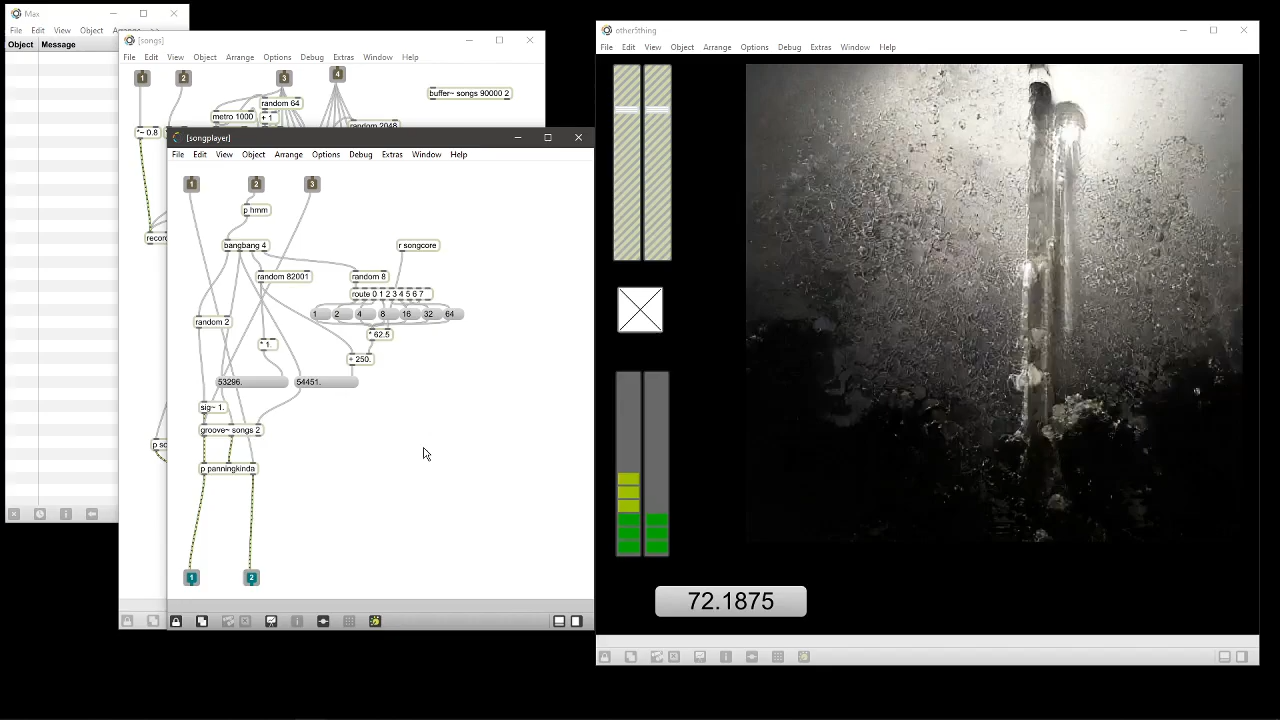 Max
File Edit View Object Arrange >>
Object Message
[songs]
File Edit View Object Arrange Options Debug Extras Window Help
1 2 3 4
random 64
buffer~ songs 90000 2
metro 1000
+ 1
random 2048
*~ 0.8
[songplayer]
File Edit View Object Arrange Options Debug Extras Window Help
1 2 3
p hmm
bangbang 4
r songcore
random 82001
random 8
route 0 1 2 3 4 5 6 7
1 2 4 8 16 32 64
random 2
* 62.5
* 1.
+ 250.
53296.
54451.
sig~ 1.
groove~ songs 2
p panningkinda
1 2
other5thing
File Edit View Object Arrange Options Debug Extras Window Help
72.1875